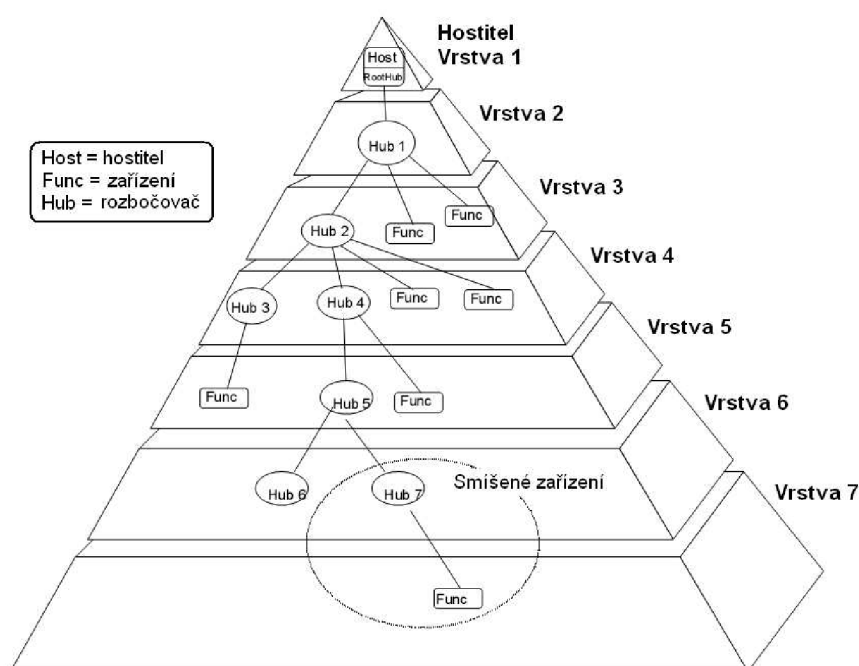 Hostitel
Vrstva 1
Host
RootHub
Vrstva 2
Hub 1
Host = hostitel
Func = zařízení
Hub = rozbočovač
Vrstva 3
Func
Func
Hub 2
Vrstva 4
Hub 3
Hub 4
Func
Func
Vrstva 5
Func
Hub 5
Func
Vrstva 6
Hub 6
Hub 7
Smíšené zařízení
Vrstva 7
Func